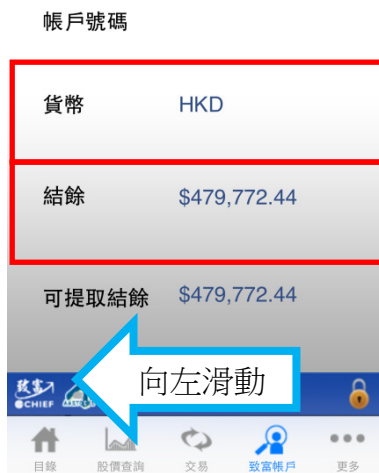 帳戶號碼
貨幣 HKD
結餘 $479,772.44
可提取結餘 $479,772.44
向左滑動
致富
CHIEF
目錄 股價查詢 交易 致富帳戶 更多